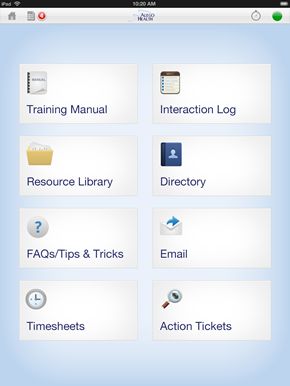 iPad
10:20 AM
ALEGO
HEALTH
MANUAL
Training Manual
Interaction Log
Resource Library
Directory
?
FAQs/Tips & Tricks
Email
Timesheets
Action Tickets